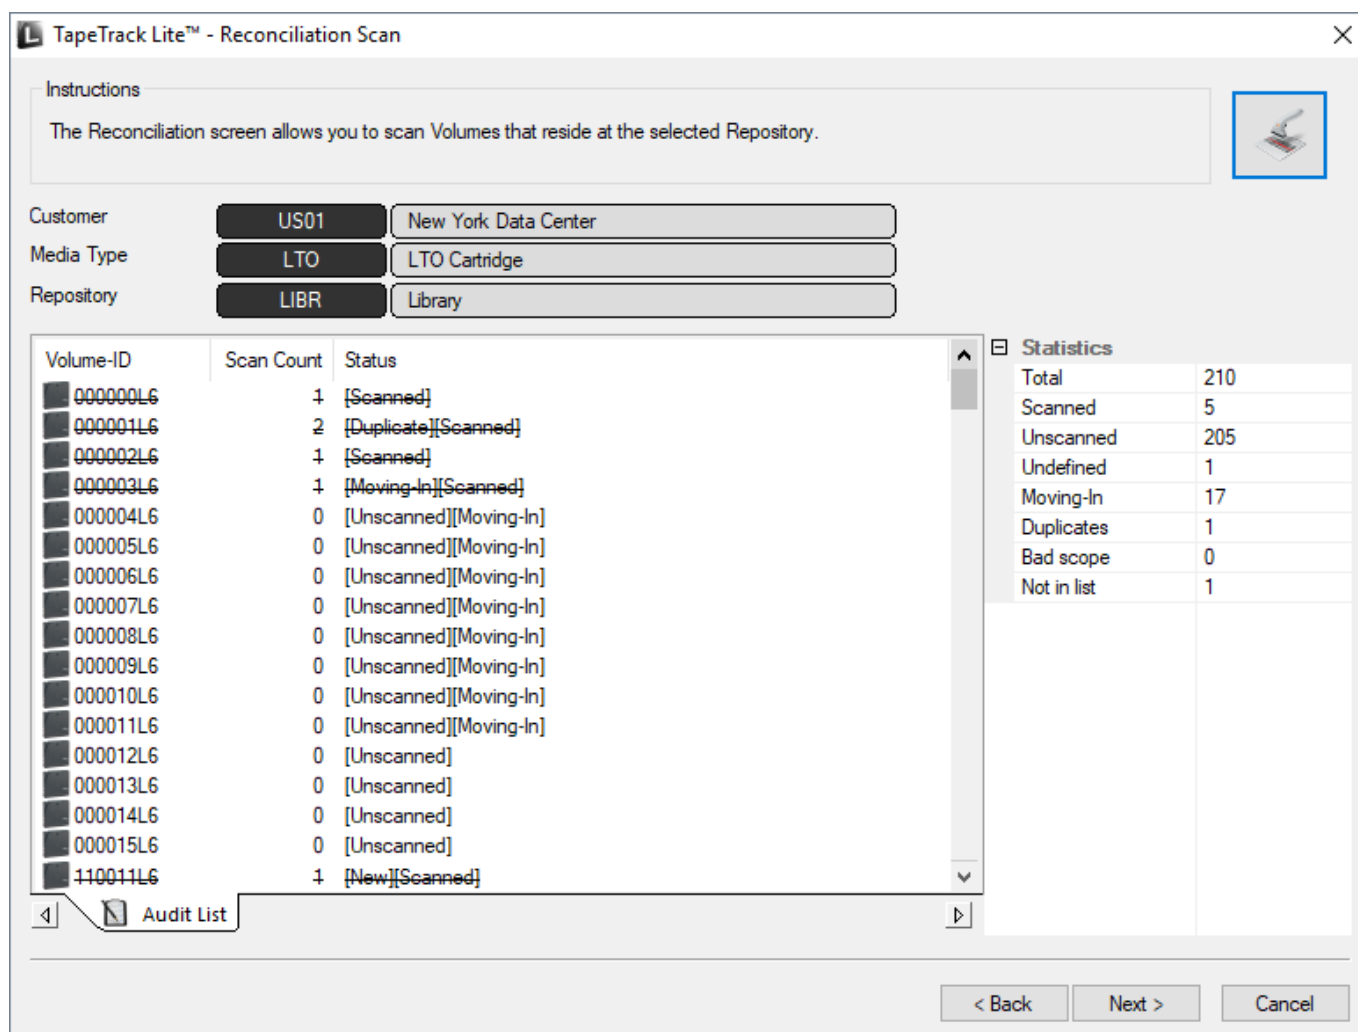 TapeTrack Lite™ - Reconciliation Scan
Instructions
The Reconciliation screen allows you to scan Volumes that reside at the selected Repository.
Customer US01 New York Data Center
Media Type LTO LTO Cartridge
Repository LIBR Library
Volume-ID Scan Count Status
000000L6 1 [Scanned]
000001L6 2 [Duplicate][Scanned]
000002L6 1 [Scanned]
000003L6 1 [Moving-In][Scanned]
000004L6 0 [Unscanned][Moving-In]
000005L6 0 [Unscanned][Moving-In]
000006L6 0 [Unscanned][Moving-In]
000007L6 0 [Unscanned][Moving-In]
000008L6 0 [Unscanned][Moving-In]
000009L6 0 [Unscanned][Moving-In]
000010L6 0 [Unscanned][Moving-In]
000011L6 0 [Unscanned][Moving-In]
000012L6 0 [Unscanned]
000013L6 0 [Unscanned]
000014L6 0 [Unscanned]
000015L6 0 [Unscanned]
110011L6 1 [New][Scanned]
Audit List
Statistics
Total 210
Scanned 5
Unscanned 205
Undefined 1
Moving-In 17
Duplicates 1
Bad scope 0
Not in list 1
< Back Next > Cancel